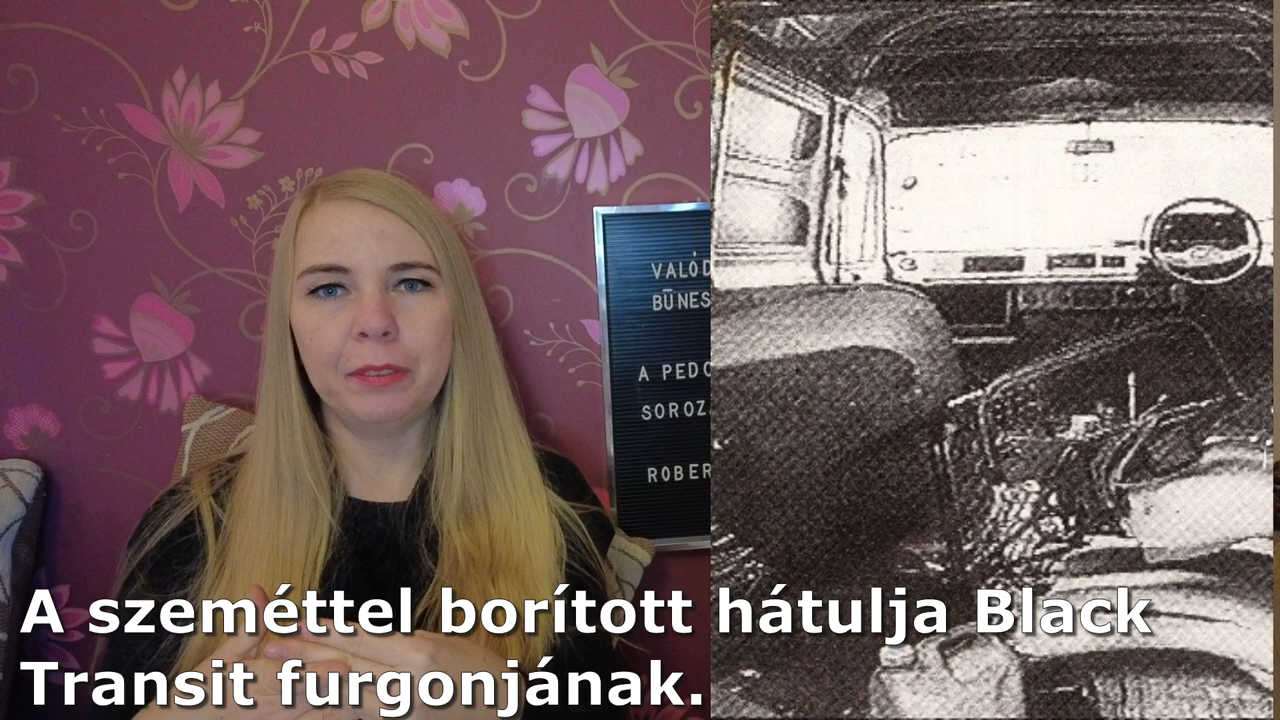 VALÓD
BŰNES
A PEDO
SOROZ
ROBER
A szeméttel borított hátulja Black
Transit furgonjának.